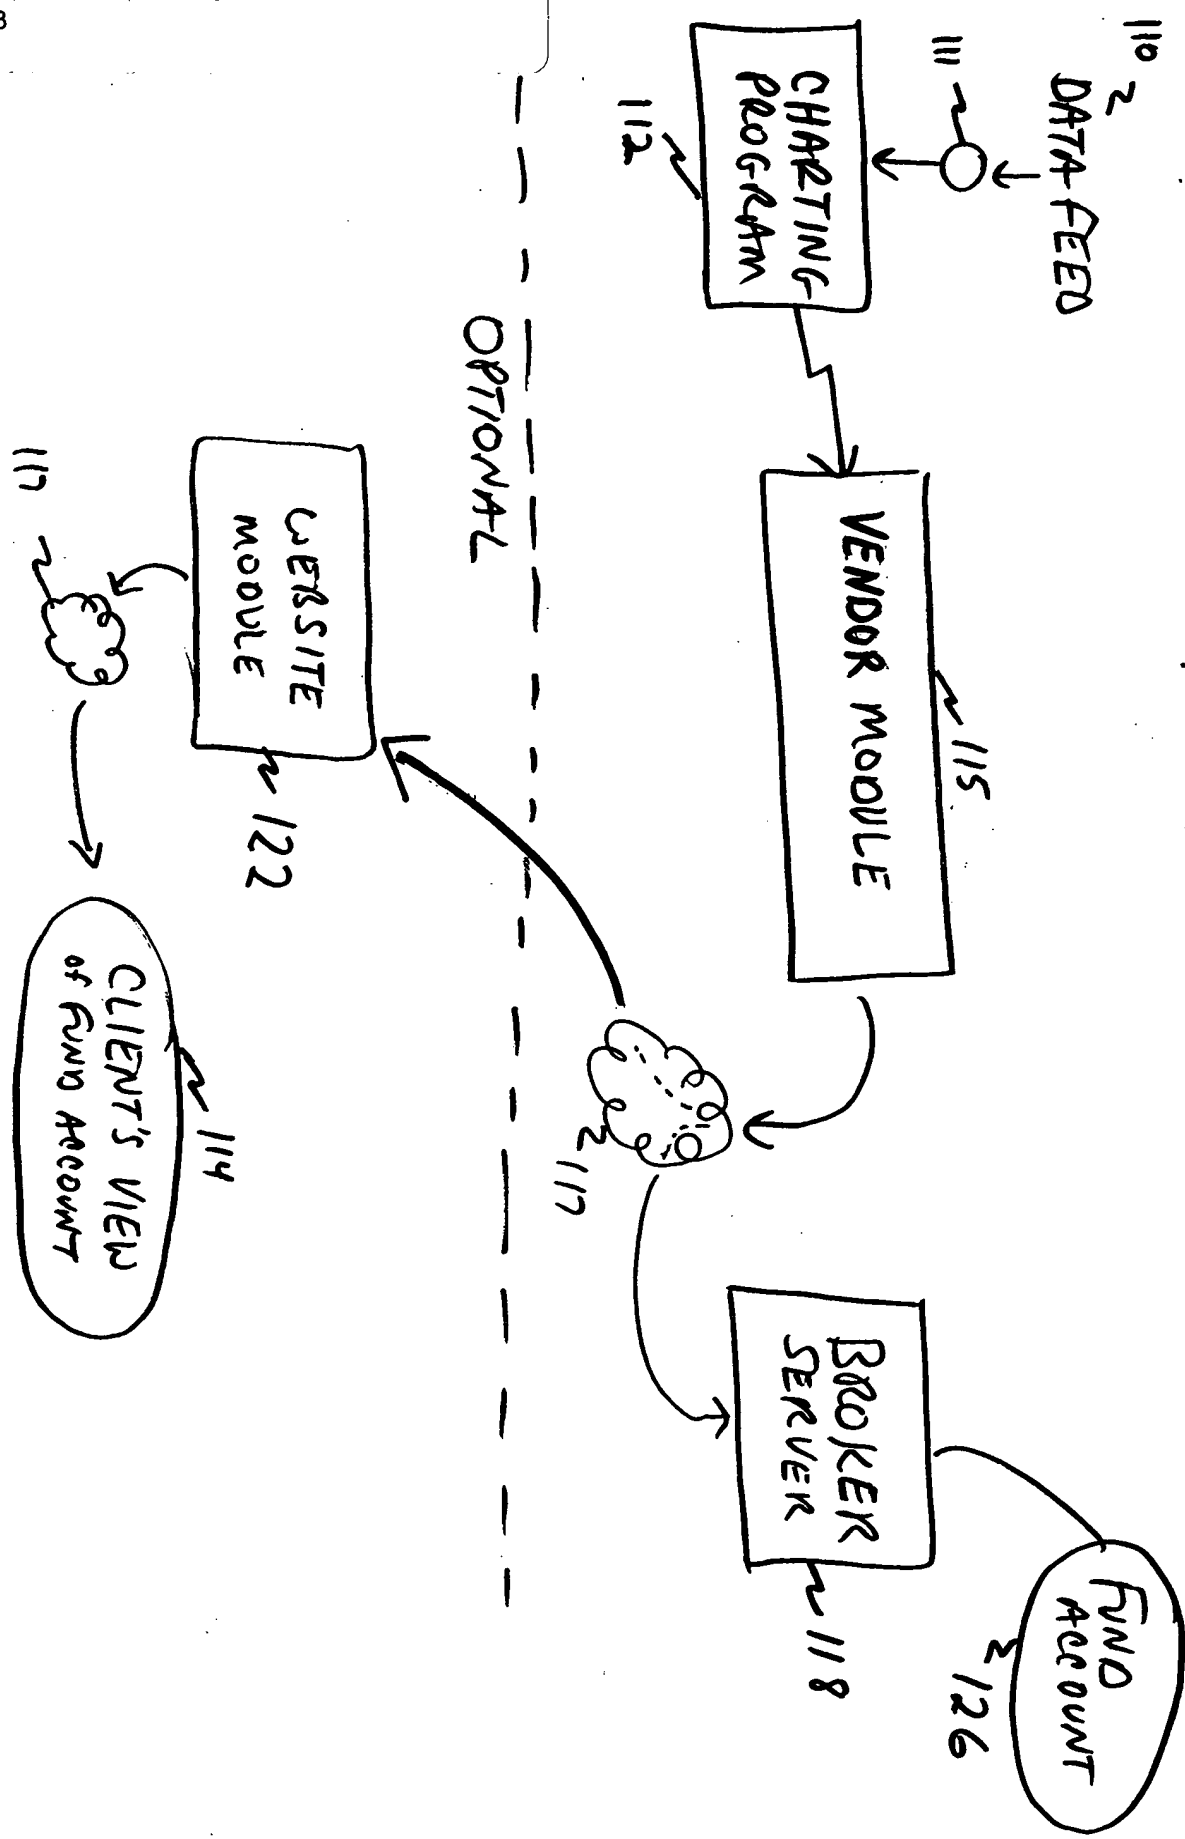 110
DATA FEED
111
CHARTING
PROGRAM
112
VENDOR MODULE
115
117
BROKER
SERVER
118
FUND
ACCOUNT
126
OPTIONAL
WEBSITE
MODULE
122
117
CLIENT'S VIEW
of FUND ACCOUNT
114